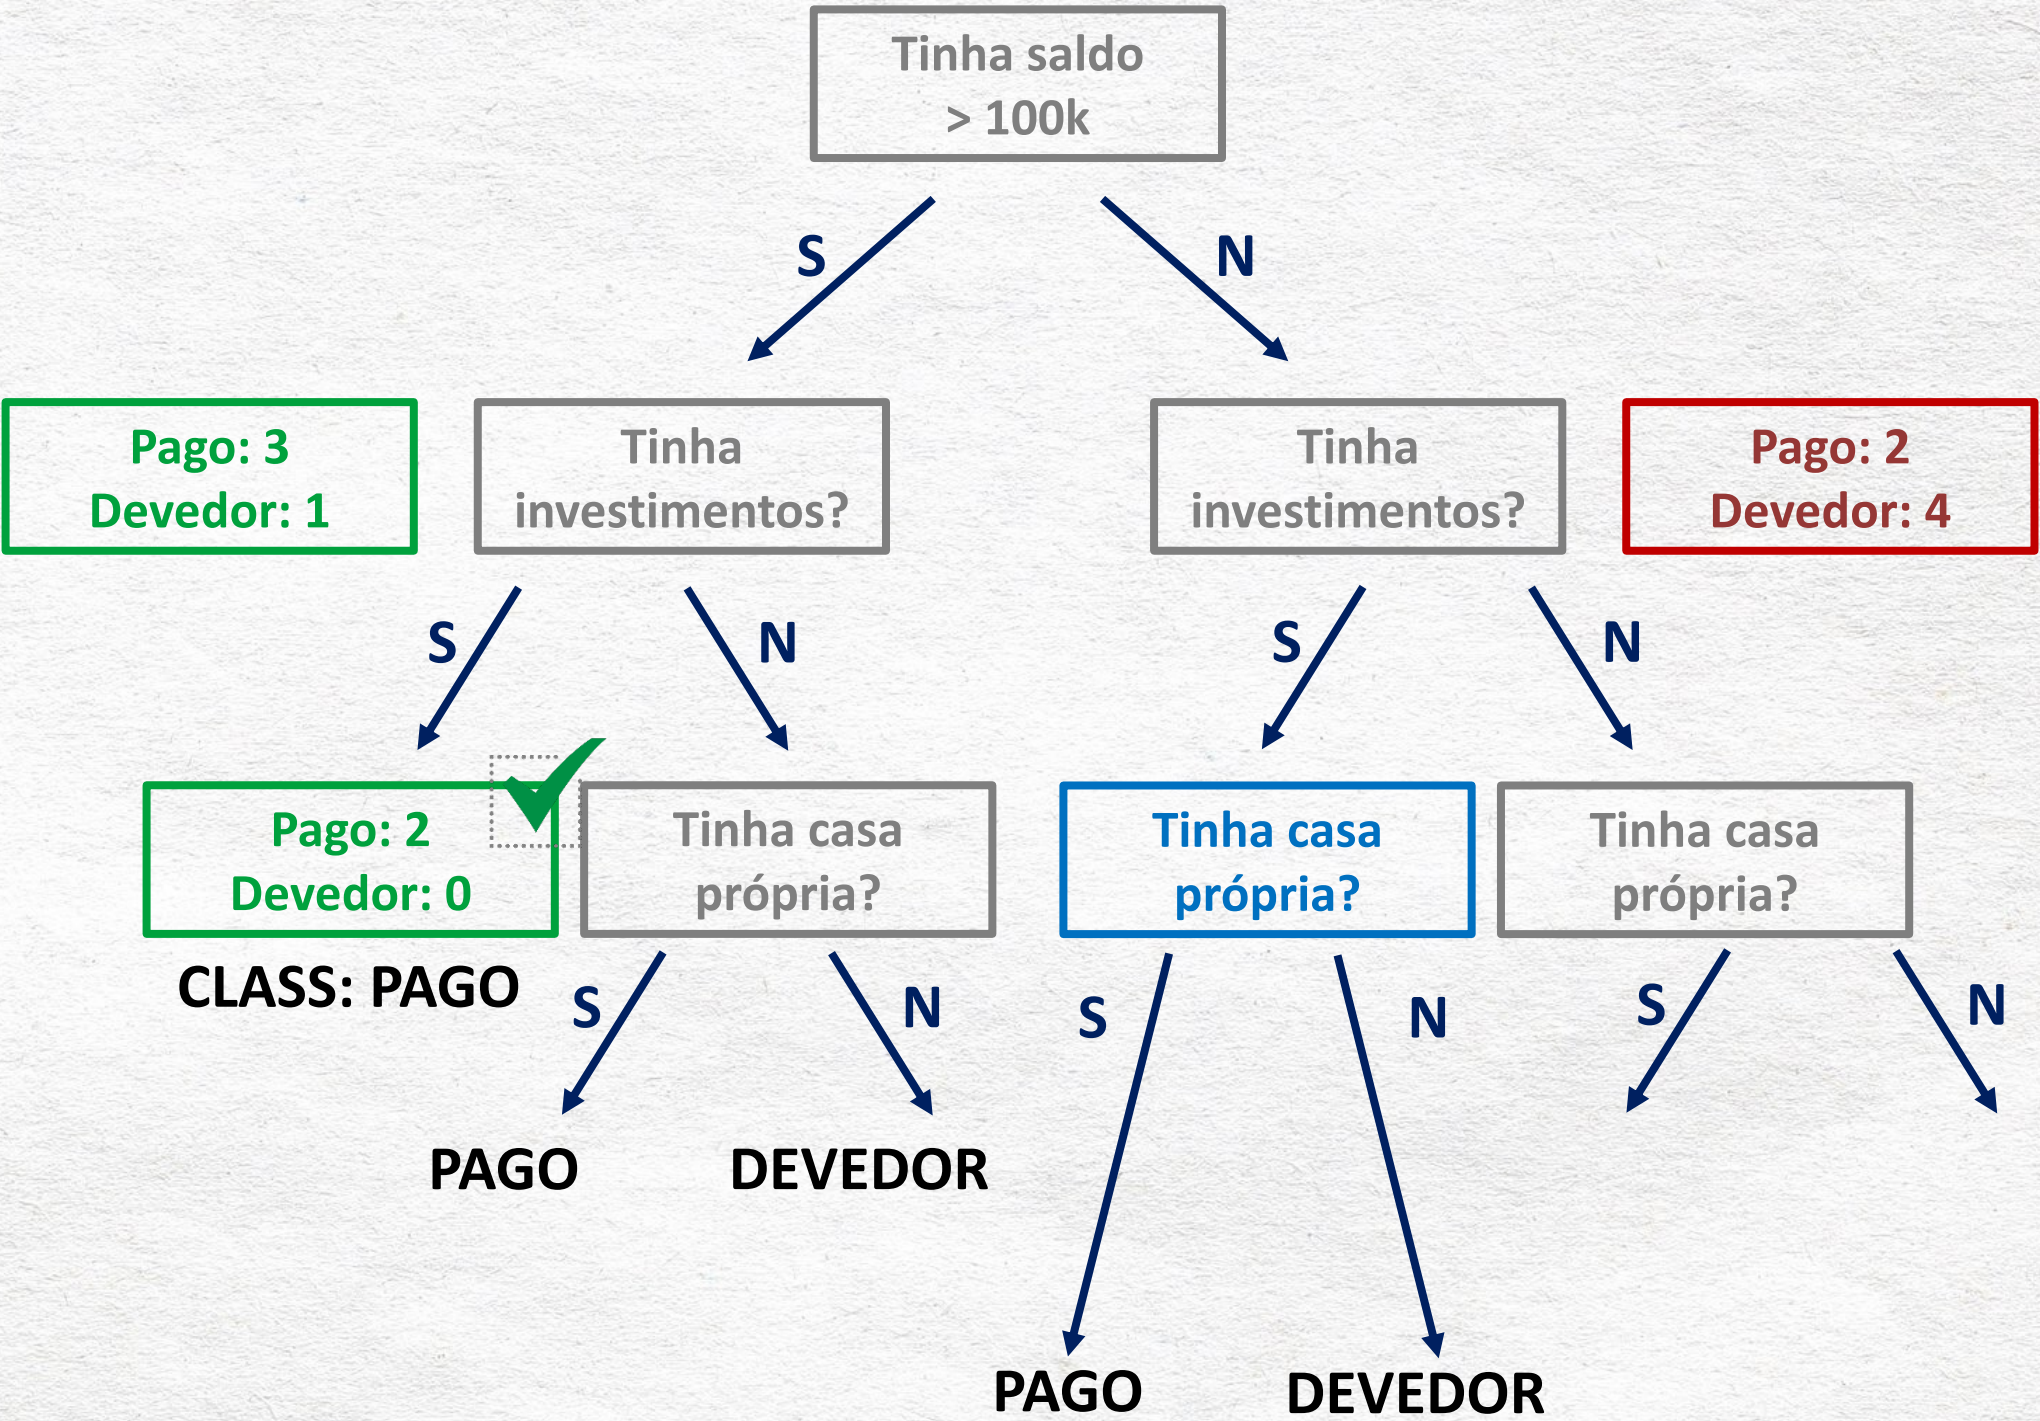 Tinha saldo
> 100k
S
N
Pago: 3
Devedor: 1
Tinha
investimentos?
Tinha
investimentos?
Pago: 2
Devedor: 4
S
N
S
N
Pago: 2
Devedor: 0
Tinha casa
própria?
Tinha casa
própria?
Tinha casa
própria?
CLASS: PAGO
S
N
S
N
S
N
PAGO
DEVEDOR
PAGO
DEVEDOR